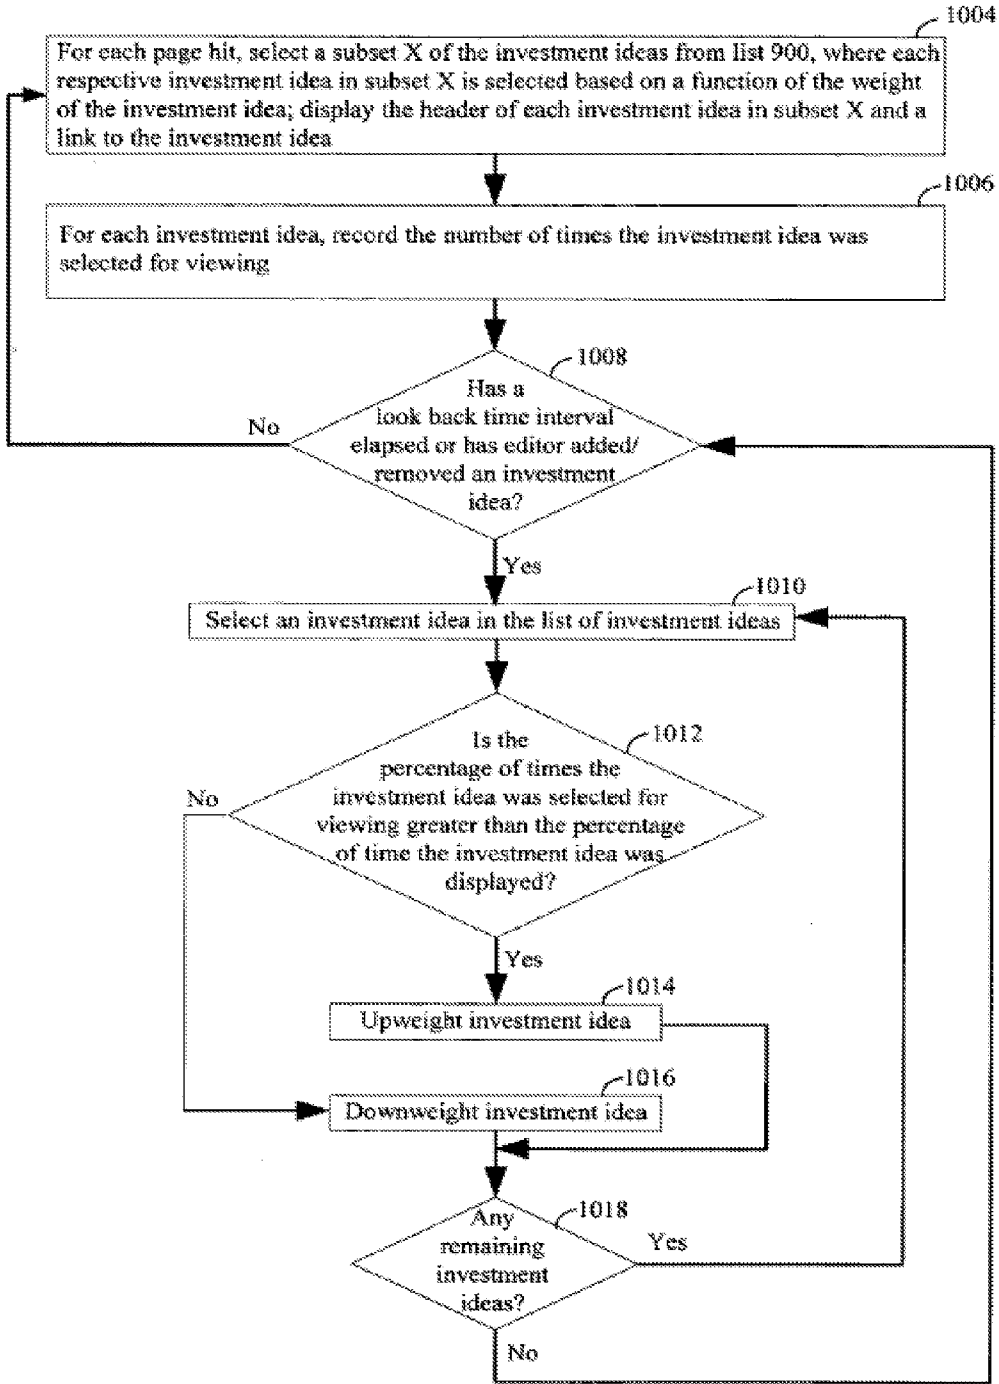 1004
For each page hit, select a subset X of the investment ideas from list 900, where each
respective investment idea in subset X is selected based on a function of the weight
of the investment idea; display the header of each investment idea in subset X and a
link to the investment idea
1006
For each investment idea, record the number of times the investment idea was
selected for viewing
1008
Has a
look back time interval
elapsed or has editor added/
removed an investment
idea?
No
Yes
1010
Select an investment idea in the list of investment ideas
1012
Is the
percentage of times the
investment idea was selected for
viewing greater than the percentage
of time the investment idea was
displayed?
No
Yes
1014
Upweight investment idea
1016
Downweight investment idea
1018
Any
remaining
investment
ideas?
Yes
No